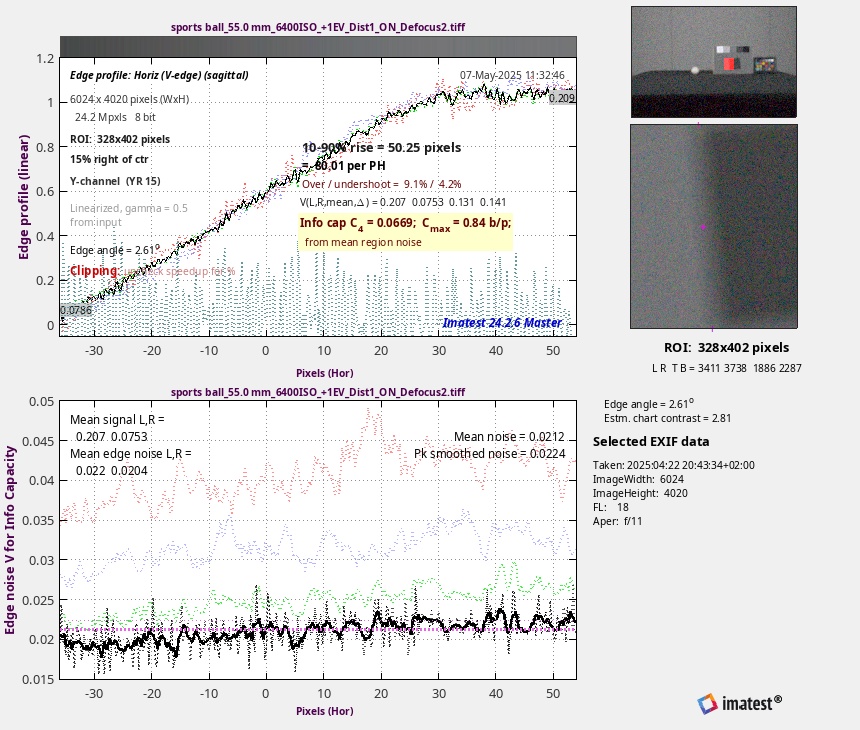 sports ball_55.0 mm_6400ISO_+1EV_Dist1_ON_Defocus2.tiff
Edge profile (linear)
1.2
1
0.8
0.6
0.4
0.2
0
Edge profile: Horiz (V-edge) (sagittal)
07-May-2025 11:32:46
6024 x 4020 pixels (WxH)
24.2 Mpxls 8 bit
0.209
ROI: 328x402 pixels
15% right of ctr
Y-channel (YR 15)
Linearized, gamma = 0.5
from input
Edge angle = 2.61º
Clipping:
0.0786
10-90% rise = 50.25 pixels
= 80.01 per PH
Over / undershoot = 9.1% / 4.2%
V(L,R,mean,Δ) = 0.207 0.0753 0.131 0.141
Info cap C4 = 0.0669; Cmax = 0.84 b/p;
from mean region noise
Imatest 24.2.6 Master
-30 -20 -10 0 10 20 30 40 50
Pixels (Hor)
ROI: 328x402 pixels
L R T B = 3411 3738 1886 2287
sports ball_55.0 mm_6400ISO_+1EV_Dist1_ON_Defocus2.tiff
Edge noise V for Info Capacity
0.05
0.045
0.04
0.035
0.03
0.025
0.02
0.015
Mean signal L,R =
0.207 0.0753
Mean edge noise L,R =
0.022 0.0204
Mean noise = 0.0212
Pk smoothed noise = 0.0224
-30 -20 -10 0 10 20 30 40 50
Pixels (Hor)
Edge angle = 2.61º
Estm. chart contrast = 2.81
Selected EXIF data
Taken: 2025:04:22 20:43:34+02:00
ImageWidth: 6024
ImageHeight: 4020
FL: 18
Aper: f/11
imatest®